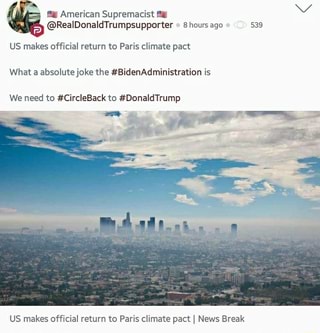 🇺🇸 American Supremacist 🇺🇸
@RealDonaldTrumpsupporter • 8 hours ago • 539
US makes official return to Paris climate pact
What a absolute joke the #BidenAdministration is
We need to #CircleBack to #DonaldTrump
US makes official return to Paris climate pact | News Break